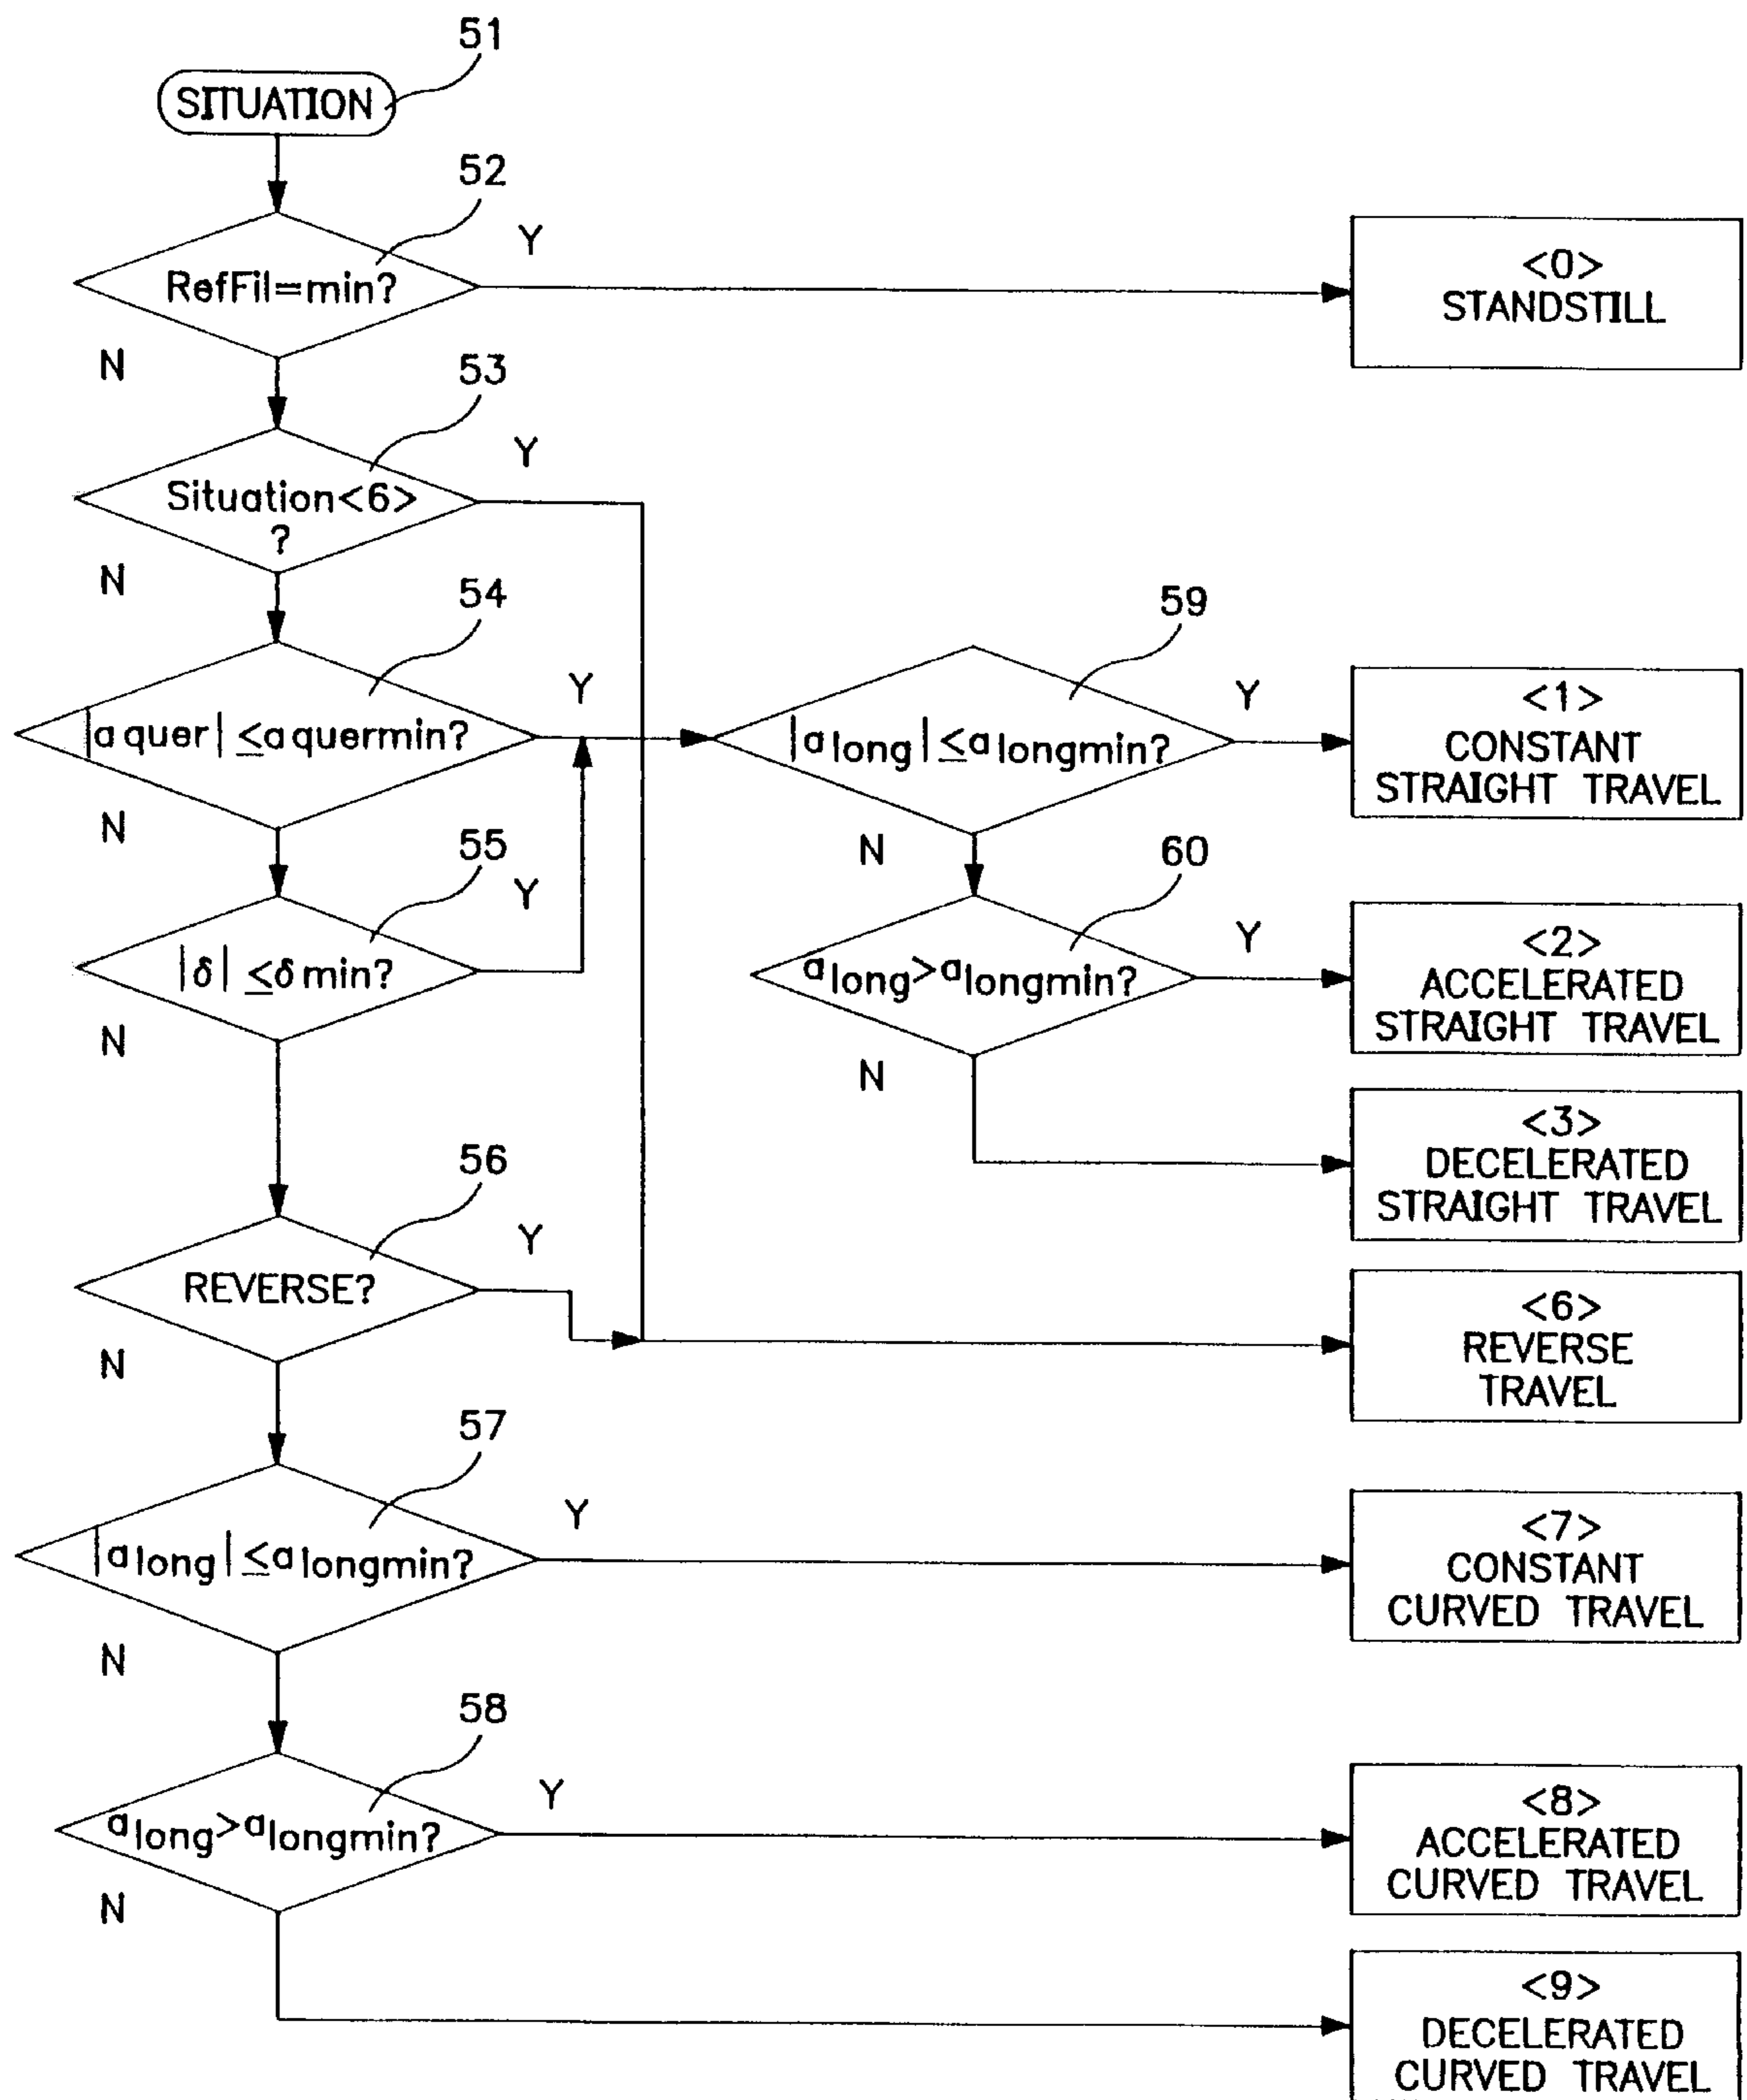 51
SITUATION
52
RefFil=min?
Y
N
<0>
STANDSTILL
53
Situation<6>
?
Y
N
54
|a quer| ≤a quermin?
Y
N
59
|a long| ≤a longmin?
Y
N
<1>
CONSTANT
STRAIGHT TRAVEL
55
|δ| ≤δ min?
Y
N
60
a long>a longmin?
Y
N
<2>
ACCELERATED
STRAIGHT TRAVEL
<3>
DECELERATED
STRAIGHT TRAVEL
56
REVERSE?
Y
N
<6>
REVERSE
TRAVEL
57
|a long| ≤a longmin?
Y
N
<7>
CONSTANT
CURVED TRAVEL
58
a long>a longmin?
Y
N
<8>
ACCELERATED
CURVED TRAVEL
<9>
DECELERATED
CURVED TRAVEL